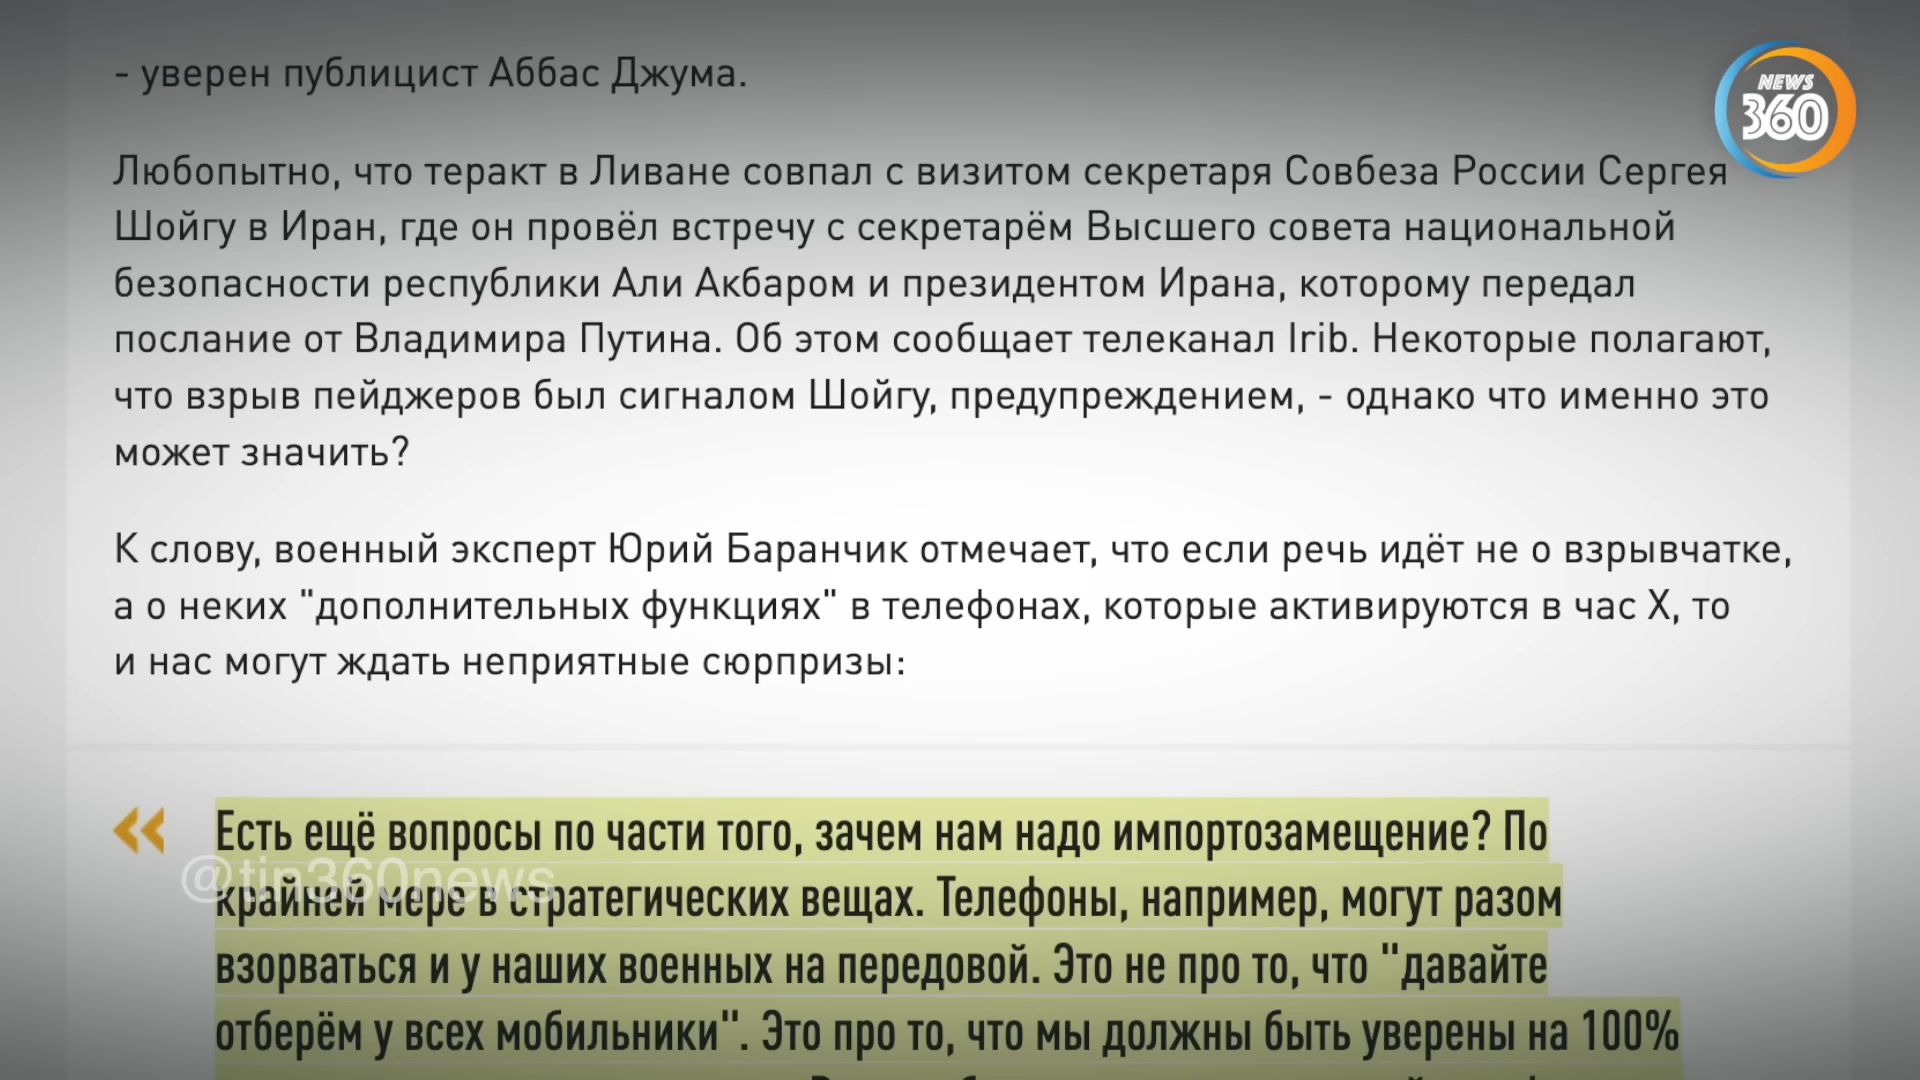 - уверен публицист Аббас Джума.
NEWS
360
Любопытно, что теракт в Ливане совпал с визитом секретаря Совбеза России Сергея
Шойгу в Иран, где он провёл встречу с секретарём Высшего совета национальной
безопасности республики Али Акбаром и президентом Ирана, которому передал
послание от Владимира Путина. Об этом сообщает телеканал Irib. Некоторые полагают,
что взрыв пейджеров был сигналом Шойгу, предупреждением, - однако что именно это
может значить?
К слову, военный эксперт Юрий Баранчик отмечает, что если речь идёт не о взрывчатке,
а о неких "дополнительных функциях" в телефонах, которые активируются в час Х, то
и нас могут ждать неприятные сюрпризы:
« Есть ещё вопросы по части того, зачем нам надо импортозамещение? По
@tin360news
крайней мере в стратегических вещах. Телефоны, например, могут разом
взорваться и у наших военных на передовой. Это не про то, что "давайте
отберём у всех мобильники". Это про то, что мы должны быть уверены на 100%